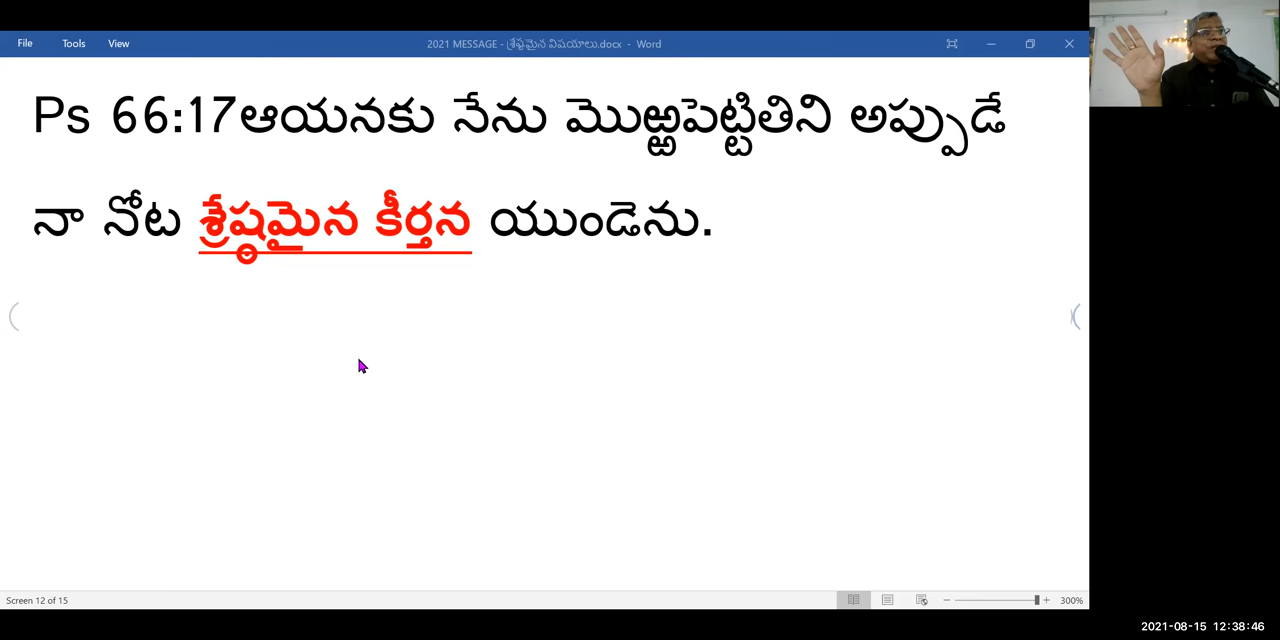 File Tools View 2021 MESSAGE - శ్రేష్ఠమైన విషయాలు.docx - Word
Ps 66:17ఆయనకు నేను మొఱ్ఱపెట్టితిని అప్పుడే
నా నోట శ్రేష్ఠమైన కీర్తన యుండెను.
Screen 12 of 15 300%
2021-08-15 12:38:46